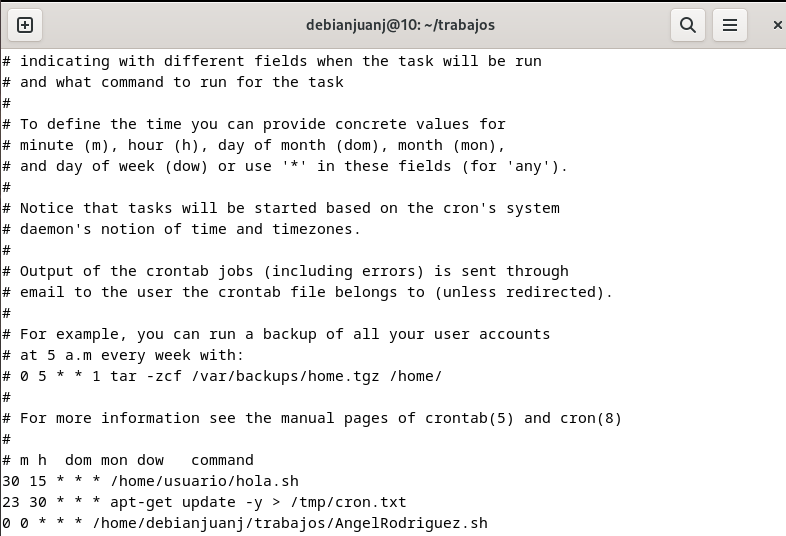 debianjuanj@10: ~/trabajos
# indicating with different fields when the task will be run
# and what command to run for the task
#
# To define the time you can provide concrete values for
# minute (m), hour (h), day of month (dom), month (mon),
# and day of week (dow) or use '*' in these fields (for 'any').
#
# Notice that tasks will be started based on the cron's system
# daemon's notion of time and timezones.
#
# Output of the crontab jobs (including errors) is sent through
# email to the user the crontab file belongs to (unless redirected).
#
# For example, you can run a backup of all your user accounts
# at 5 a.m every week with:
# 0 5 * * 1 tar -zcf /var/backups/home.tgz /home/
#
# For more information see the manual pages of crontab(5) and cron(8)
#
# m h  dom mon dow   command
30 15 * * * /home/usuario/hola.sh
23 30 * * * apt-get update -y > /tmp/cron.txt
0 0 * * * /home/debianjuanj/trabajos/AngelRodriguez.sh